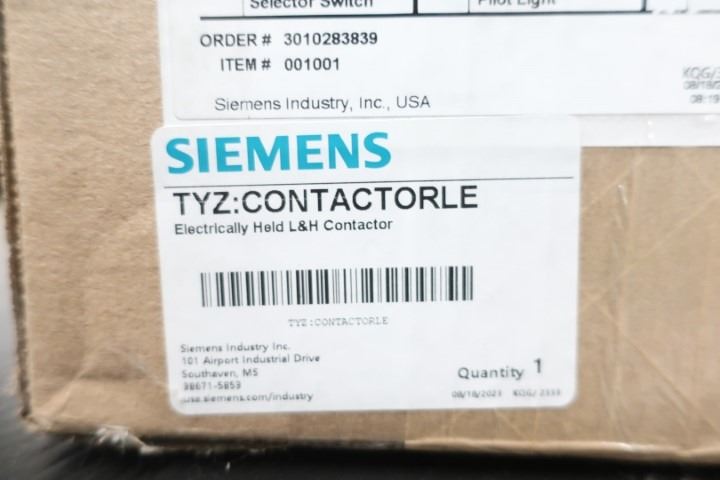 Selector Switch Pilot Light
ORDER # 3010283839
ITEM # 001001
Siemens Industry, Inc., USA
SIEMENS
TYZ:CONTACTORLE
Electrically Held L&H Contactor
TYZ:CONTACTORLE
Siemens Industry Inc.
101 Airport Industrial Drive
Southaven, MS
38671-5853
usa.siemens.com/industry
Quantity 1
08/18/2023 KQG/2333